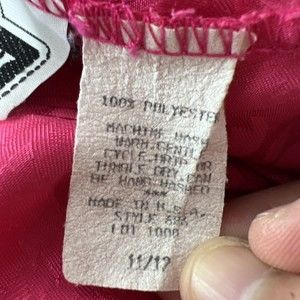 100% POLYESTER
MACHINE WASH
WARM-GENTLE
CYCLE-DRIP OR
TUMBLE DRY.CAN
BE HAND WASHED
***
MADE IN U.S.A.
STYLE
LOT 1000
11/12